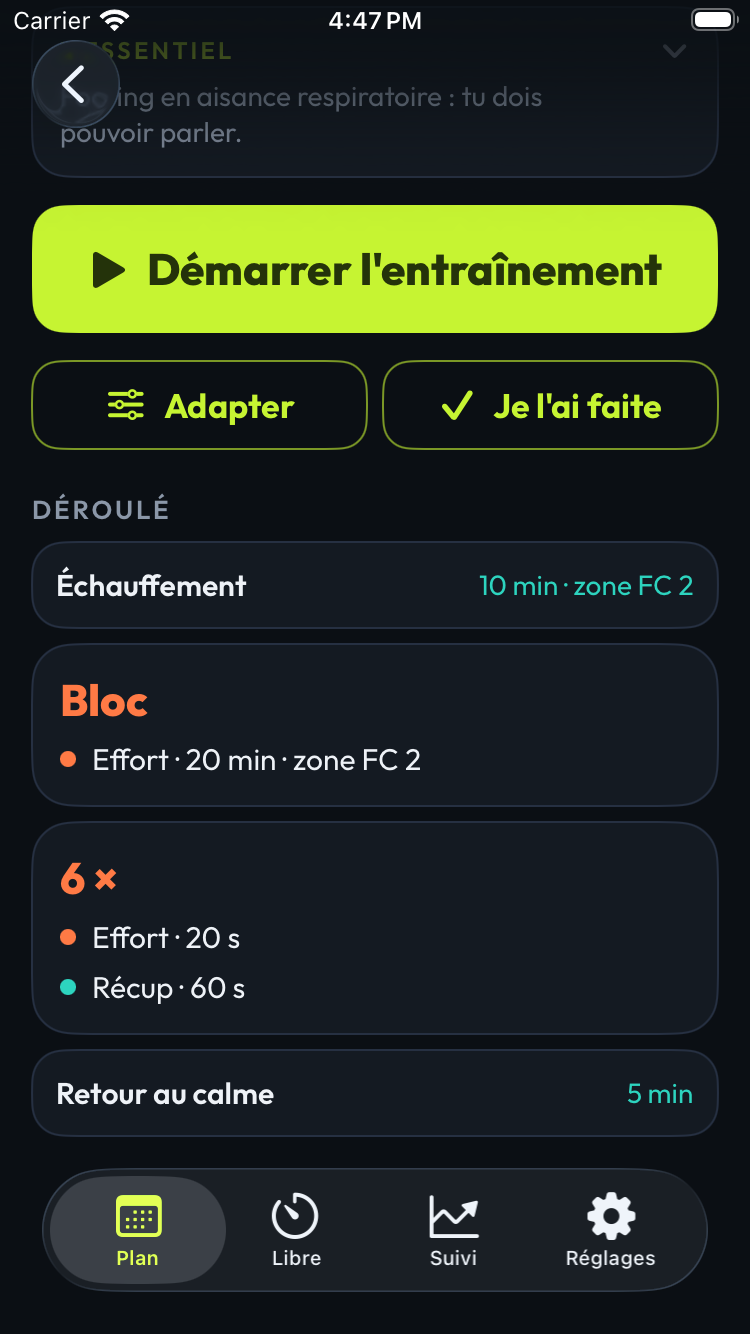 Carrier
4:47 PM
SSENTIEL
ing en aisance respiratoire : tu dois
pouvoir parler.
Démarrer l'entraînement
Adapter
Je l'ai faite
DÉROULÉ
Échauffement
10 min · zone FC 2
Bloc
Effort · 20 min · zone FC 2
6 ×
Effort · 20 s
Récup · 60 s
Retour au calme
5 min
Plan
Libre
Suivi
Réglages